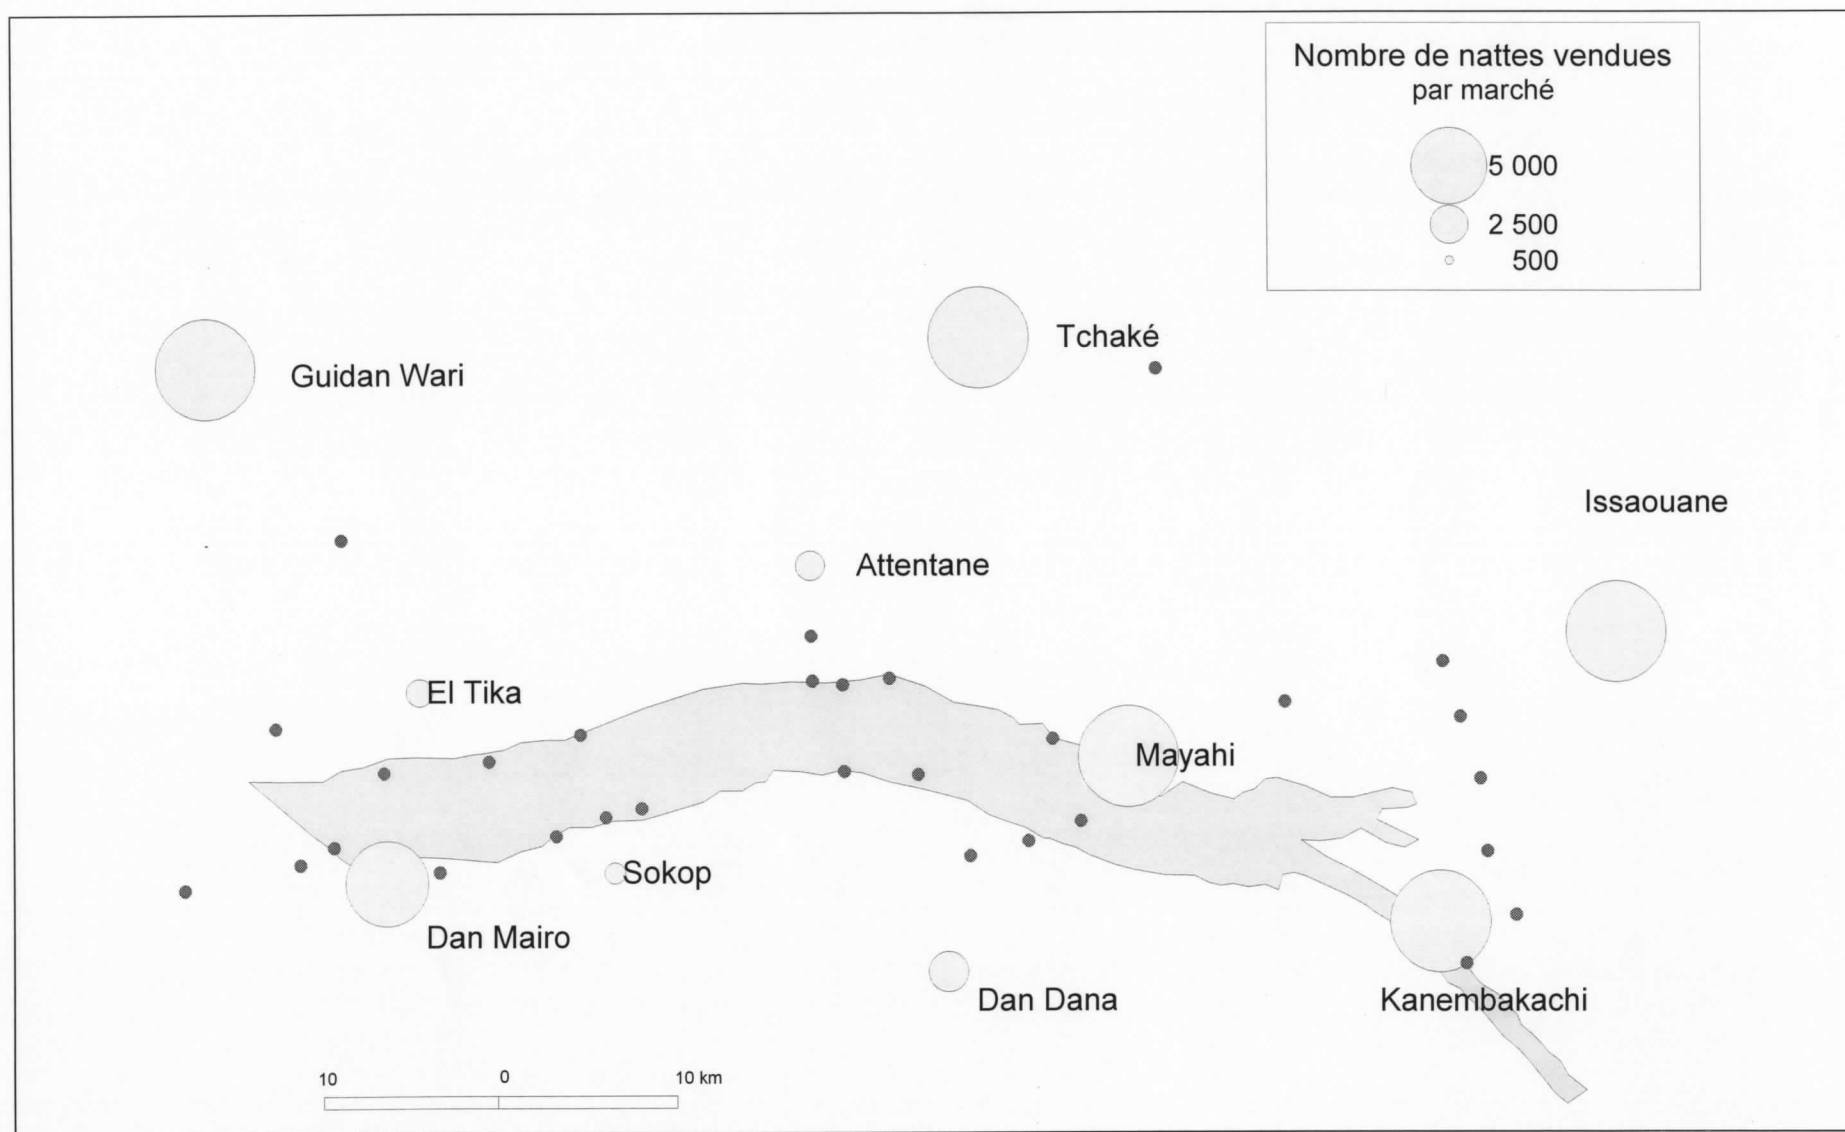 Nombre de nattes vendues
par marché
5 000
2 500
500
Tchaké
Guidan Wari
Issaouane
Attentane
El Tika
Mayahi
Sokop
Dan Mairo
Dan Dana
Kanembakachi
10 0 10 km